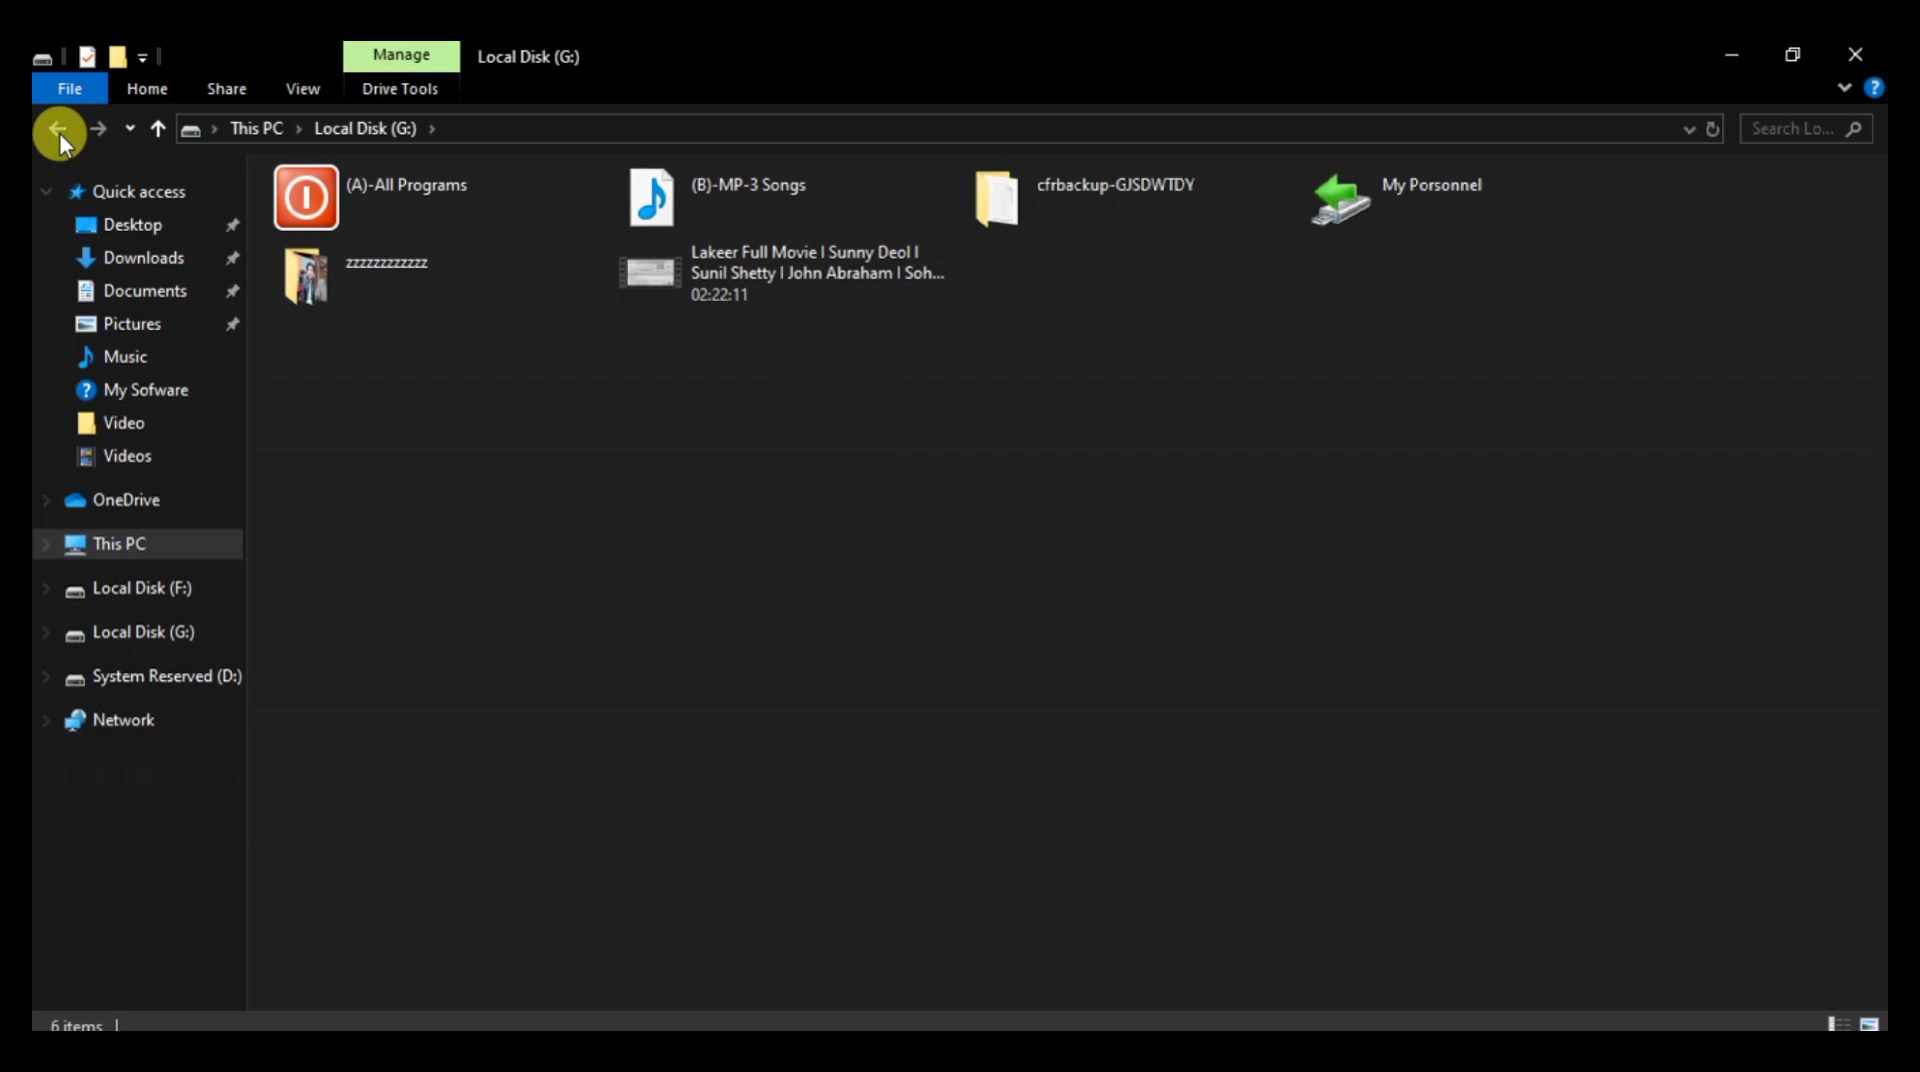 Manage
Local Disk (G:)
File
Home
Share
View
Drive Tools
This PC
Local Disk (G:)
Search Lo...
Quick access
Desktop
Downloads
Documents
Pictures
Music
My Sofware
Video
Videos
OneDrive
This PC
Local Disk (F:)
Local Disk (G:)
System Reserved (D:)
Network
(A)-All Programs
(B)-MP-3 Songs
cfrbackup-GJSDWTDY
My Porsonnel
zzzzzzzzzzzz
Lakeer Full Movie l Sunny Deol l
Sunil Shetty l John Abraham l Soh...
02:22:11
6 items